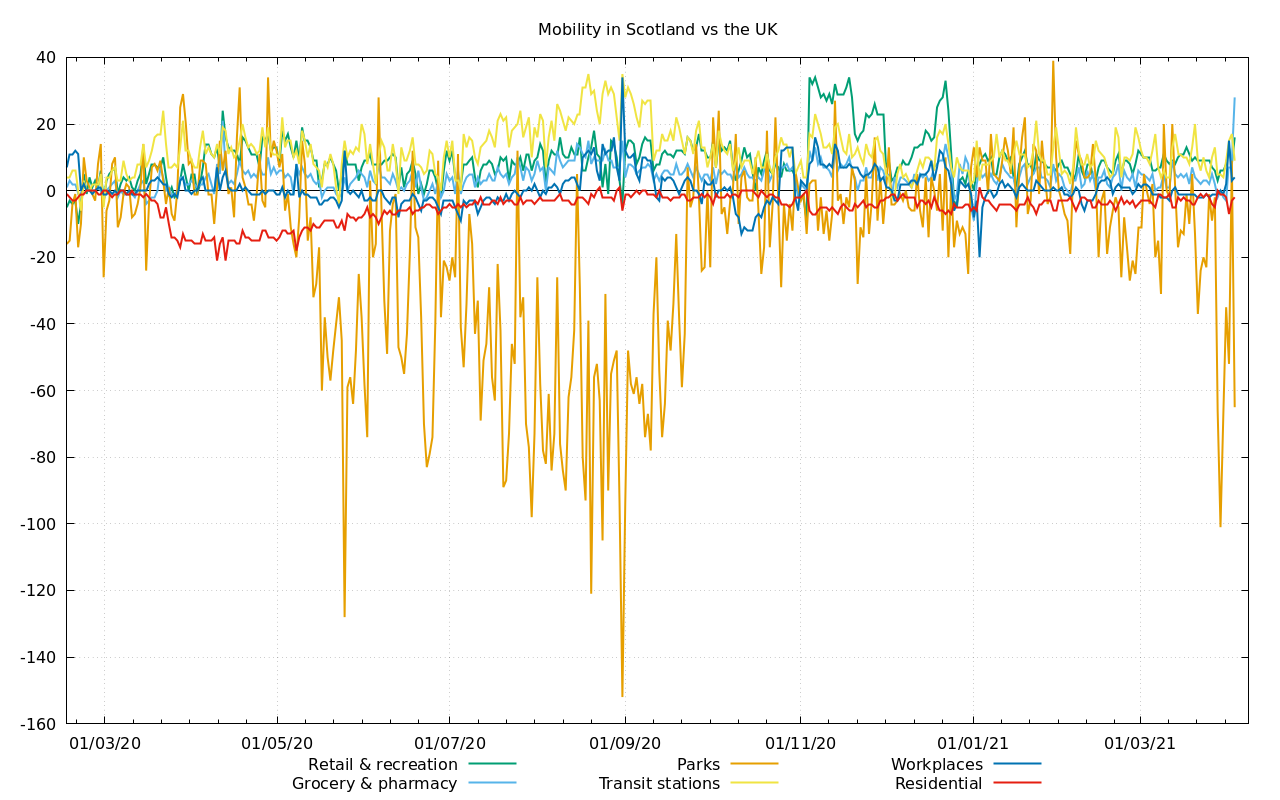 Mobility in Scotland vs the UK
40
20
0
-20
-40
-60
-80
-100
-120
-140
-160
01/03/20 01/05/20 01/07/20 01/09/20 01/11/20 01/01/21 01/03/21
Retail & recreation Parks Workplaces
Grocery & pharmacy Transit stations Residential